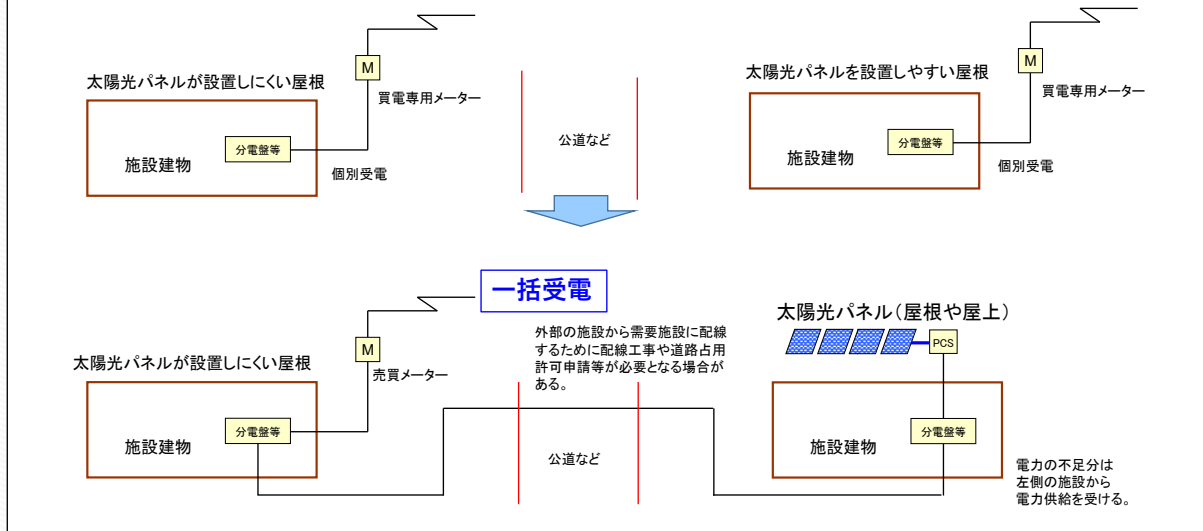 太陽光パネルが設置しにくい屋根
M
買電専用メーター
分電盤等
施設建物
個別受電
公道など
太陽光パネルを設置しやすい屋根
M
買電専用メーター
分電盤等
施設建物
個別受電
一括受電
太陽光パネルが設置しにくい屋根
M
売買メーター
分電盤等
施設建物
外部の施設から需要施設に配線
するために配線工事や道路占用
許可申請等が必要となる場合が
ある。
公道など
太陽光パネル(屋根や屋上)
PCS
分電盤等
施設建物
電力の不足分は
左側の施設から
電力供給を受ける。